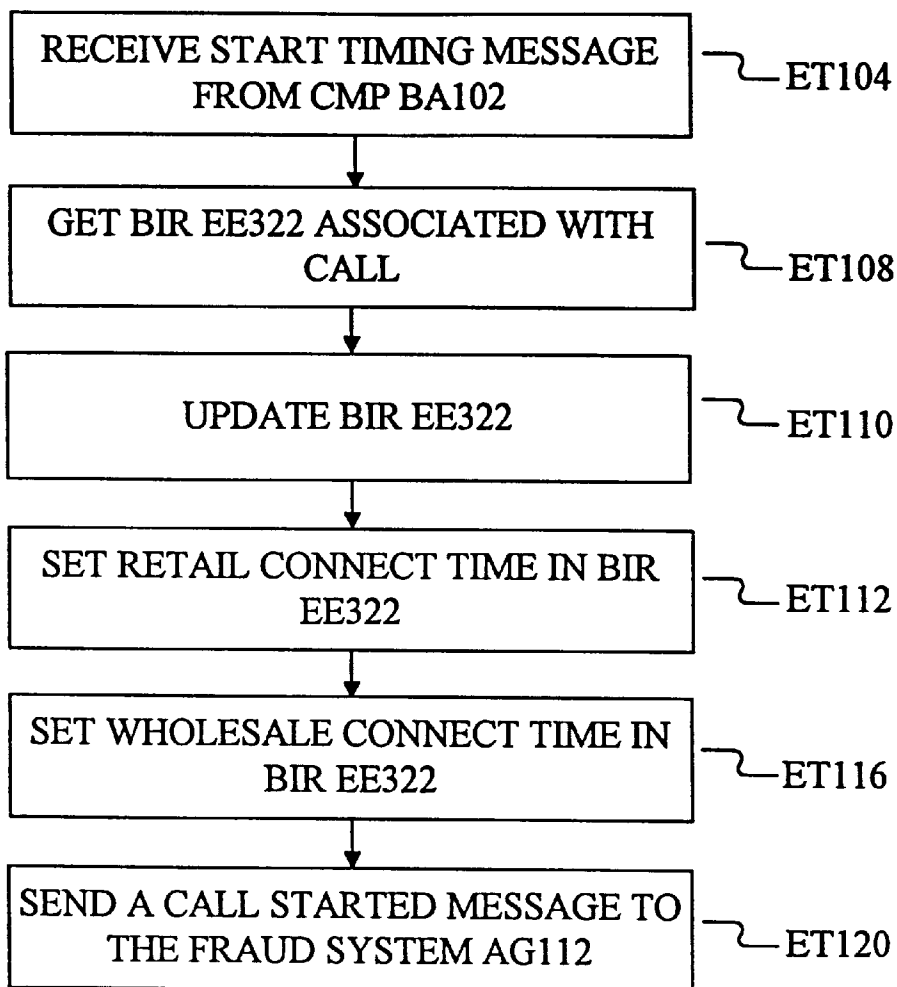 RECEIVE START TIMING MESSAGE
FROM CMP BA102
ET104
GET BIR EE322 ASSOCIATED WITH
CALL
ET108
UPDATE BIR EE322
ET110
SET RETAIL CONNECT TIME IN BIR
EE322
ET112
SET WHOLESALE CONNECT TIME IN
BIR EE322
ET116
SEND A CALL STARTED MESSAGE TO
THE FRAUD SYSTEM AG112
ET120